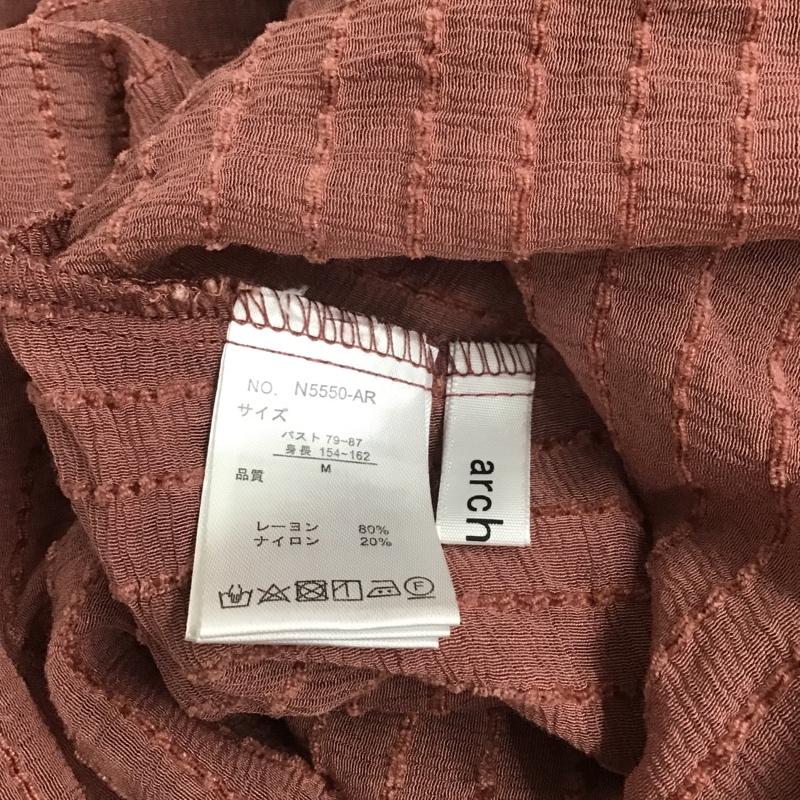 NO. N5550-AR
サイズ
バスト 79~87
身長 154~162
M
品質
レーヨン 80%
ナイロン 20%
F
arch